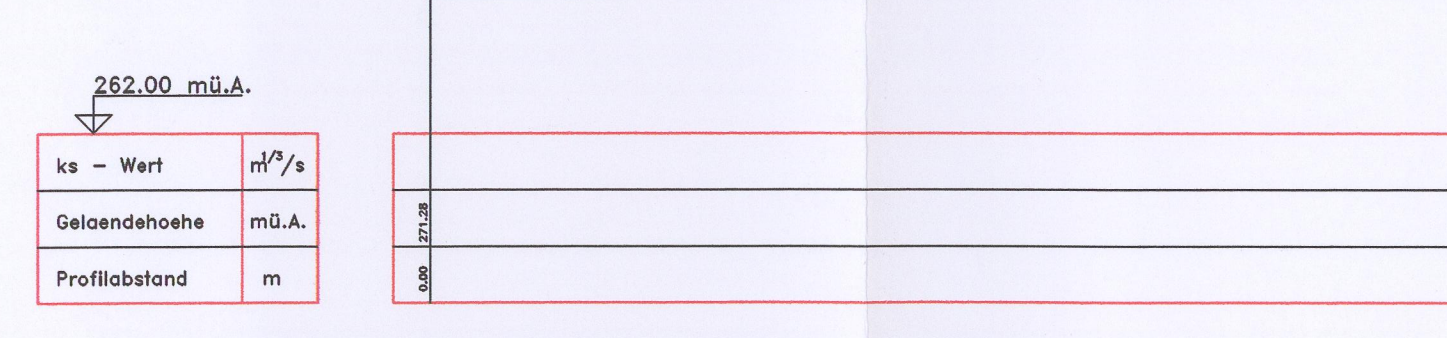 262.00 mü.A.
ks - Wert m1/3/s
Gelaendehoehe mü.A. 271.28
Profilabstand m 0.00